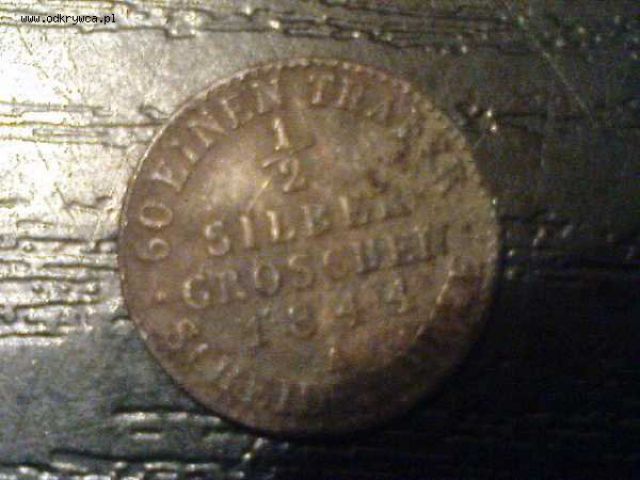 www.odkrywca.pl
60 EINEN THALER
1/2
SILBER
GROSCHEN
1844